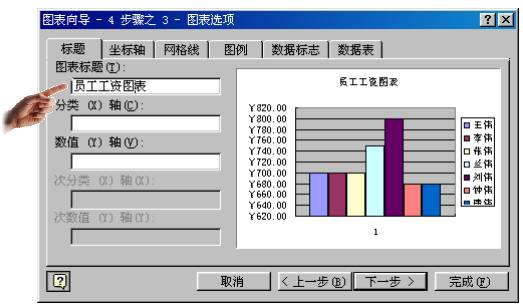 图表向导 - 4 步骤之 3 - 图表选项
标题 坐标轴 网格线 图例 数据标志 数据表
图表标题(T):
员工工资图表
分类 (X) 轴(C):
数值 (Y) 轴(V):
次分类 (X) 轴(X):
次数值 (Y) 轴(Y):
员工工资图表
¥820.00
¥800.00
¥780.00
¥760.00
¥740.00
¥720.00
¥700.00
¥680.00
¥660.00
¥640.00
¥620.00
1
王伟
李伟
张伟
刘伟
钟伟
取消 < 上一步(B) 下一步 > 完成(F)